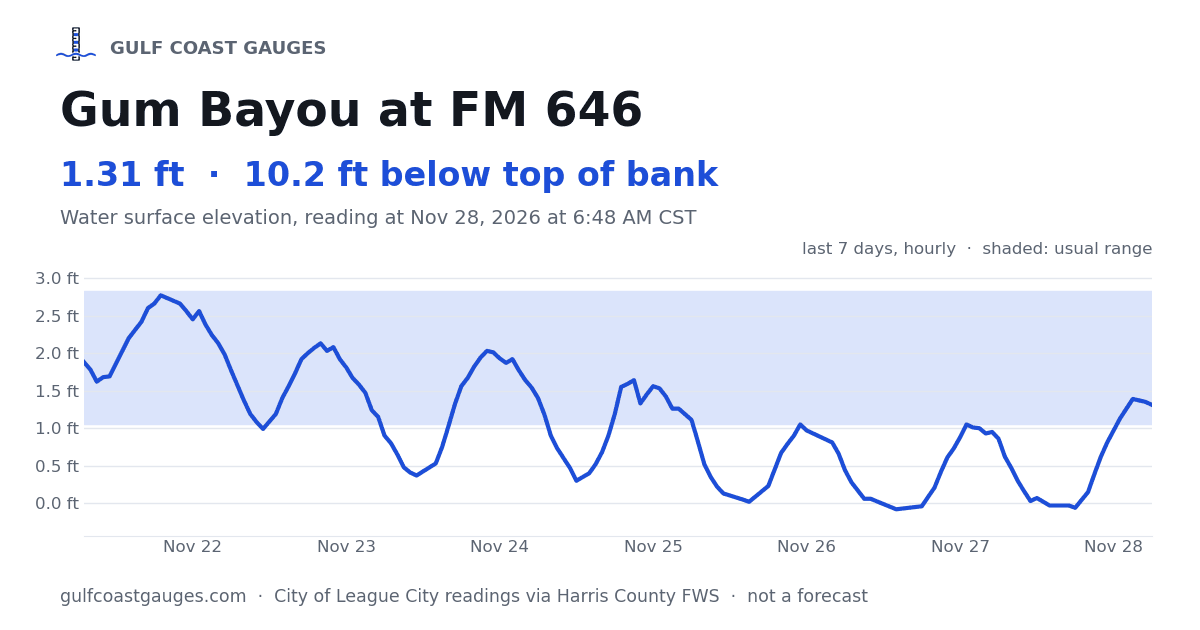 GULF COAST GAUGES
Gum Bayou at FM 646
1.31 ft · 10.2 ft below top of bank
Water surface elevation, reading at Nov 28, 2026 at 6:48 AM CST
last 7 days, hourly · shaded: usual range
3.0 ft
2.5 ft
2.0 ft
1.5 ft
1.0 ft
0.5 ft
0.0 ft
Nov 22 Nov 23 Nov 24 Nov 25 Nov 26 Nov 27 Nov 28
gulfcoastgauges.com · City of League City readings via Harris County FWS · not a forecast